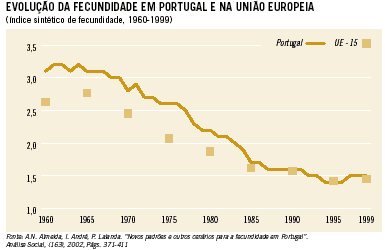 EVOLUÇÃO DA FECUNDIDADE EM PORTUGAL E NA UNIÃO EUROPEIA
(Índice sintético de fecundidade, 1960-1999)
Portugal UE - 15
3,5
3,0
2,5
2,0
1,5
1,0
1960 1965 1970 1975 1980 1985 1990 1995 1999
Fonte: A.N. Almeida, I. André, P. Lalanda. "Novos padrões e outros cenários para a fecundidade em Portugal".
Análise Social, (163), 2002, Págs. 371-411